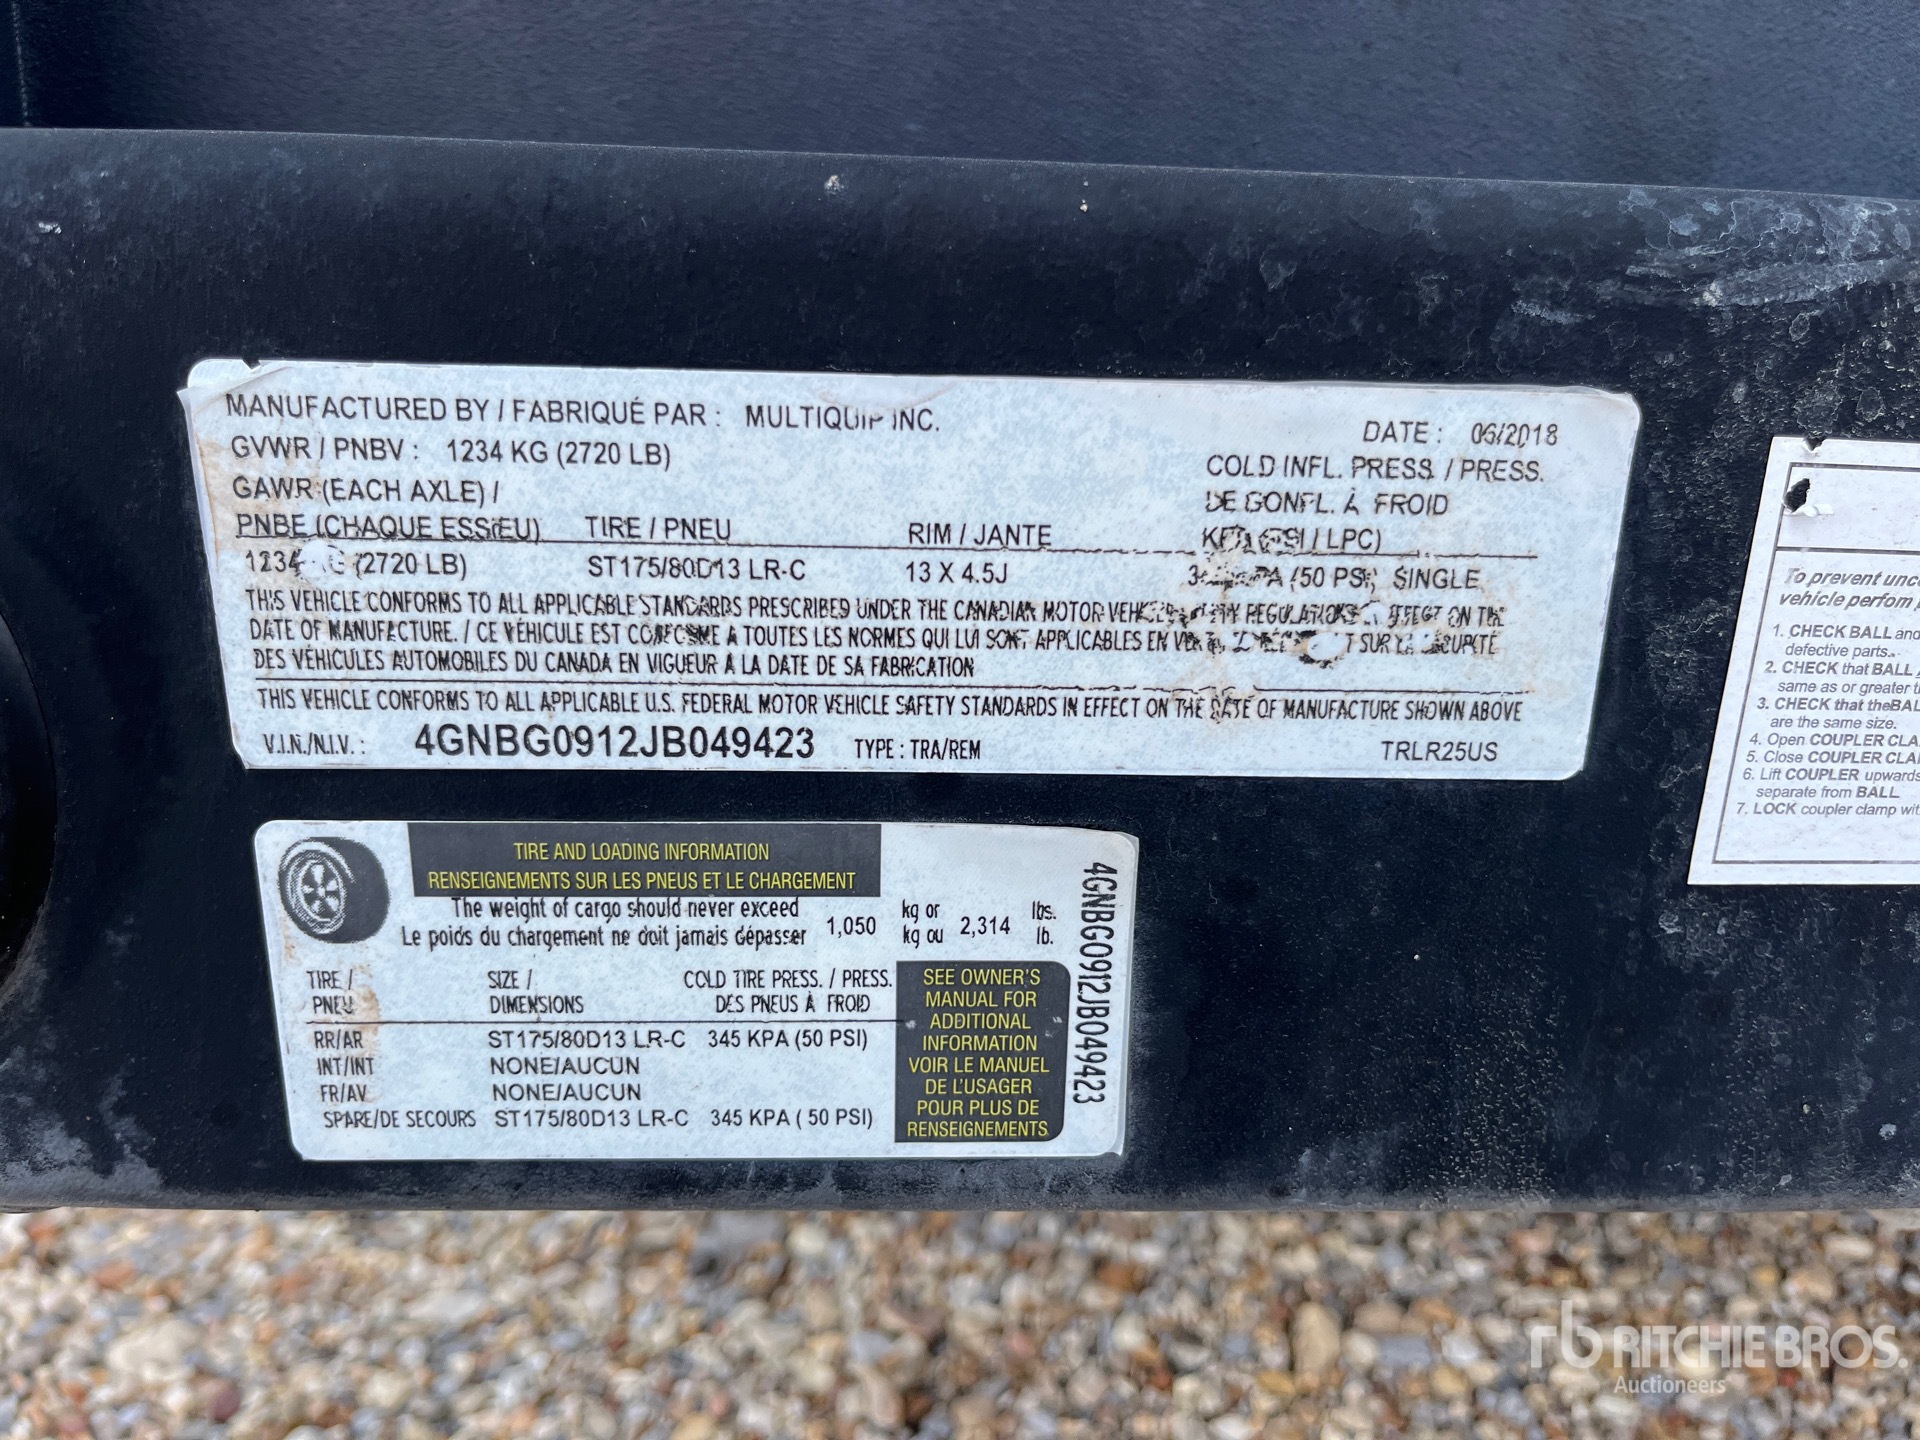 MANUFACTURED BY / FABRIQUÉ PAR : MULTIQUIP INC.
DATE : 06/2018
GVWR / PNBV : 1234 KG (2720 LB)
COLD INFL. PRESS. / PRESS.
GAWR (EACH AXLE) /
DE GONFL. À FROID
PNBE (CHAQUE ESSIEU) TIRE / PNEU RIM / JANTE / LPC)
1234 KG (2720 LB) ST175/80D13 LR-C 13 X 4.5J (50 PSI) SINGLE
THIS VEHICLE CONFORMS TO ALL APPLICABLE STANDARDS PRESCRIBED UNDER THE CANADIAN MOTOR REGULATIONS EFFECT ON THE
DATE OF MANUFACTURE. / CE VÉHICULE EST CONFORME À TOUTES LES NORMES QUI LUI SONT APPLICABLES EN SUR LA SÉCURITÉ
DES VÉHICULES AUTOMOBILES DU CANADA EN VIGUEUR A LA DATE DE SA FABRICATION
THIS VEHICLE CONFORMS TO ALL APPLICABLE U.S. FEDERAL MOTOR VEHICLE SAFETY STANDARDS IN EFFECT ON THE DATE OF MANUFACTURE SHOWN ABOVE
V.I.N./N.I.V. : 4GNBG0912JB049423 TYPE : TRA/REM TRLR25US
TIRE AND LOADING INFORMATION
RENSEIGNEMENTS SUR LES PNEUS ET LE CHARGEMENT
The weight of cargo should never exceed 1,050 kg or 2,314 lbs.
Le poids du chargement ne doit jamais dépasser kg ou lb.
TIRE / SIZE / COLD TIRE PRESS. / PRESS.
PNEU DIMENSIONS DES PNEUS À FROID
RR/AR ST175/80D13 LR-C 345 KPA (50 PSI)
INT/INT NONE/AUCUN
FR/AV NONE/AUCUN
SPARE/DE SECOURS ST175/80D13 LR-C 345 KPA ( 50 PSI)
SEE OWNER'S
MANUAL FOR
ADDITIONAL
INFORMATION
VOIR LE MANUEL
DE L'USAGER
POUR PLUS DE
RENSEIGNEMENTS
4GNBG0912JB049423
To prevent
vehicle perfom
1. CHECK BALL and
defective parts.
2. CHECK that BALL
same as or greater
3. CHECK that the
are the same size.
4. Open COUPLER
5. Close COUPLER
6. Lift COUPLER upwards
separate from BALL
7. LOCK coupler clamp
rb RITCHIE BROS.
Auctioneers